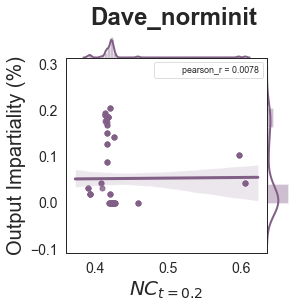 Dave_norminit
pearson_r = 0.0078
Output Impartiality (%)
0.3
0.2
0.1
0.0
−0.1
0.4
0.5
0.6
NC_{t = 0.2}